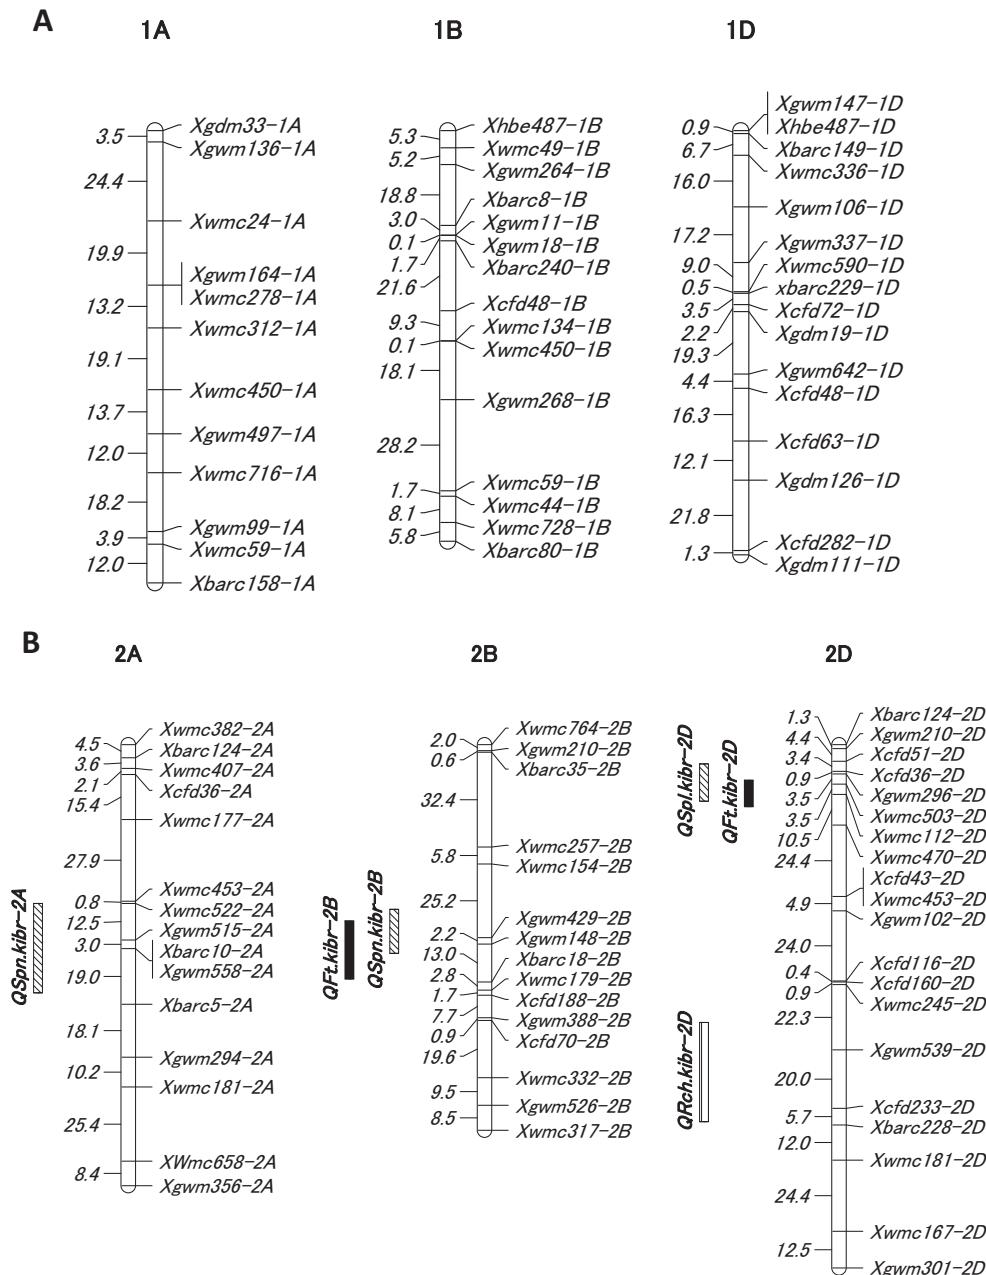 A
1A
1B
1D
3.5
24.4
19.9
13.2
19.1
13.7
12.0
18.2
3.9
12.0
Xgdm33-1A
Xgwm136-1A
Xwmc24-1A
Xgwm164-1A
Xwmc278-1A
Xwmc312-1A
Xwmc450-1A
Xgwm497-1A
Xwmc716-1A
Xgwm99-1A
Xwmc59-1A
Xbarc158-1A
5.3
5.2
18.8
3.0
0.1
1.7
21.6
9.3
0.1
18.1
28.2
1.7
8.1
5.8
Xhbe487-1B
Xwmc49-1B
Xgwm264-1B
Xbarc8-1B
Xgwm11-1B
Xgwm18-1B
Xbarc240-1B
Xcfd48-1B
Xwmc134-1B
Xwmc450-1B
Xgwm268-1B
Xwmc59-1B
Xwmc44-1B
Xwmc728-1B
Xbarc80-1B
0.9
6.7
16.0
17.2
9.0
0.5
3.5
2.2
19.3
4.4
16.3
12.1
21.8
1.3
Xgwm147-1D
Xhbe487-1D
Xbarc149-1D
Xwmc336-1D
Xgwm106-1D
Xgwm337-1D
Xwmc590-1D
xbarc229-1D
Xcfd72-1D
Xgdm19-1D
Xgwm642-1D
Xcfd48-1D
Xcfd63-1D
Xgdm126-1D
Xcfd282-1D
Xgdm111-1D
B
2A
2B
2D
QSpn.kibr-2A
4.5
3.6
2.1
15.4
27.9
0.8
12.5
3.0
19.0
18.1
10.2
25.4
8.4
Xwmc382-2A
Xbarc124-2A
Xwmc407-2A
Xcfd36-2A
Xwmc177-2A
Xwmc453-2A
Xwmc522-2A
Xgwm515-2A
Xbarc10-2A
Xgwm558-2A
Xbarc5-2A
Xgwm294-2A
Xwmc181-2A
XWmc658-2A
Xgwm356-2A
QFt.kibr-2B
QSpn.kibr-2B
2.0
0.6
32.4
5.8
25.2
2.2
13.0
2.8
1.7
7.7
0.9
19.6
9.5
8.5
Xwmc764-2B
Xgwm210-2B
Xbarc35-2B
Xwmc257-2B
Xwmc154-2B
Xgwm429-2B
Xgwm148-2B
Xbarc18-2B
Xwmc179-2B
Xcfd188-2B
Xgwm388-2B
Xcfd70-2B
Xwmc332-2B
Xgwm526-2B
Xwmc317-2B
QSpl.kibr-2D
QFt.kibr-2D
QRch.kibr-2D
1.3
4.4
3.4
0.9
3.5
3.5
10.5
24.4
4.9
24.0
0.4
0.9
22.3
20.0
5.7
12.0
24.4
12.5
Xbarc124-2D
Xgwm210-2D
Xcfd51-2D
Xcfd36-2D
Xgwm296-2D
Xwmc503-2D
Xwmc112-2D
Xwmc470-2D
Xcfd43-2D
Xwmc453-2D
Xgwm102-2D
Xcfd116-2D
Xcfd160-2D
Xwmc245-2D
Xgwm539-2D
Xcfd233-2D
Xbarc228-2D
Xwmc181-2D
Xwmc167-2D
Xgwm301-2D